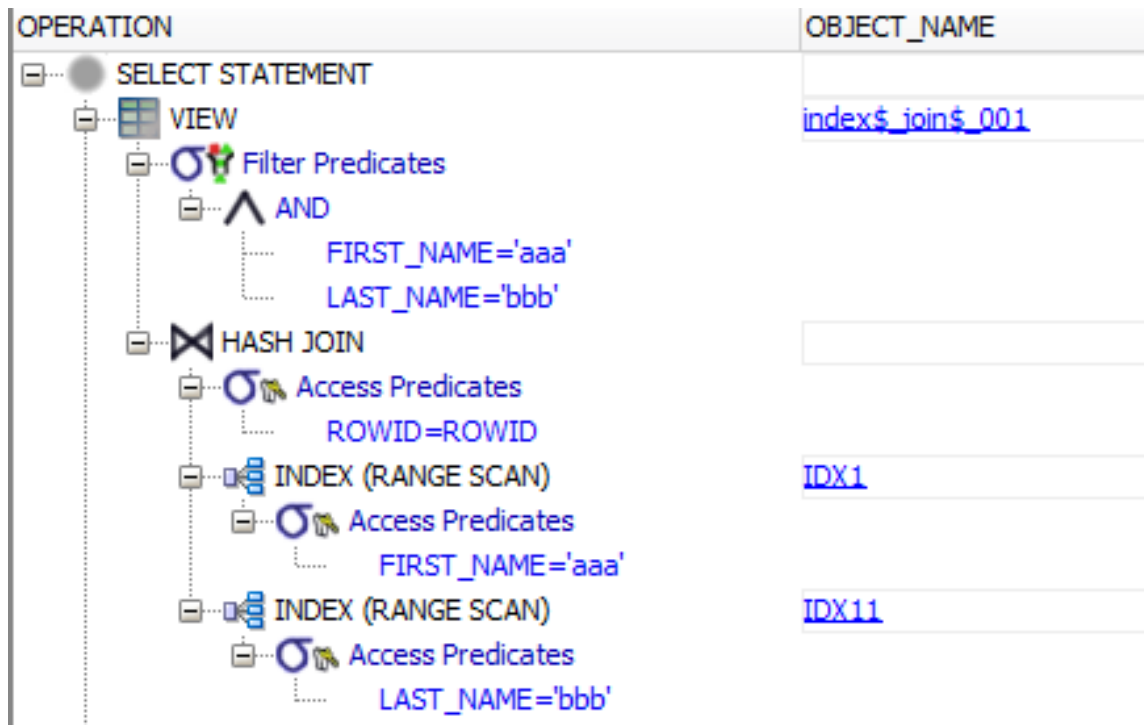 OPERATION OBJECT_NAME
SELECT STATEMENT
VIEW index$_join$_001
Filter Predicates
AND
FIRST_NAME='aaa'
LAST_NAME='bbb'
HASH JOIN
Access Predicates
ROWID=ROWID
INDEX (RANGE SCAN) IDX1
Access Predicates
FIRST_NAME='aaa'
INDEX (RANGE SCAN) IDX11
Access Predicates
LAST_NAME='bbb'